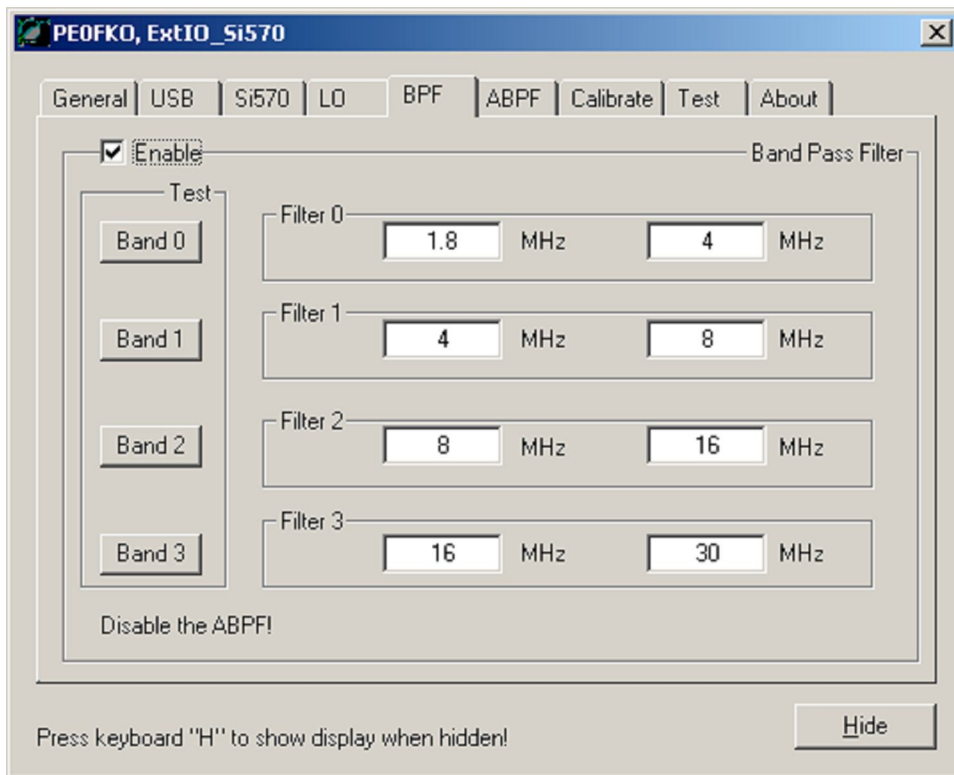 PE0FKO, ExtIO_Si570
General USB Si570 LO BPF ABPF Calibrate Test About
Enable Band Pass Filter
Test
Filter 0
Band 0 1.8 MHz 4 MHz
Filter 1
Band 1 4 MHz 8 MHz
Filter 2
Band 2 8 MHz 16 MHz
Filter 3
Band 3 16 MHz 30 MHz
Disable the ABPF!
Press keyboard "H" to show display when hidden!
Hide